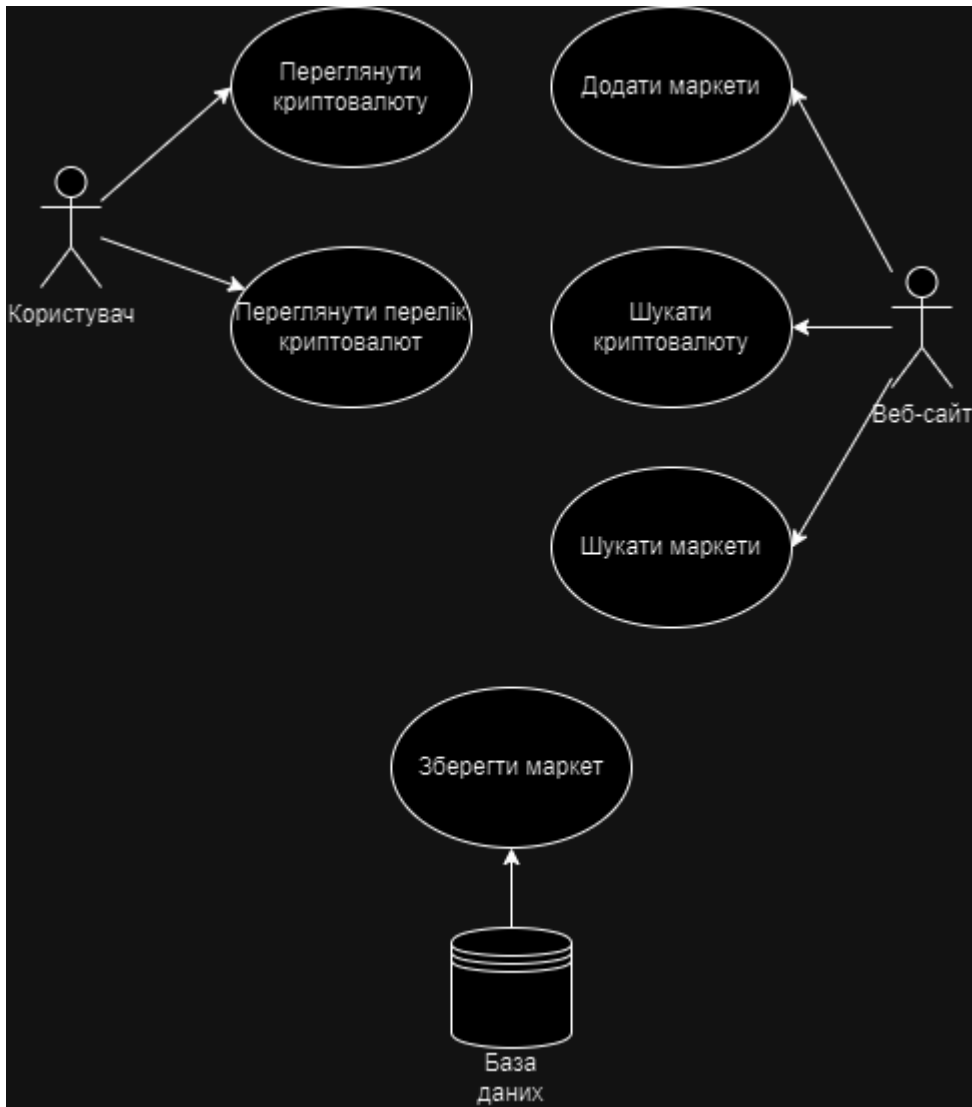 Переглянути
криптовалюту
Додати маркети
Користувач
Переглянути перелік
криптовалют
Шукати
криптовалюту
Веб-сайт
Шукати маркети
Зберегти маркет
База
даних